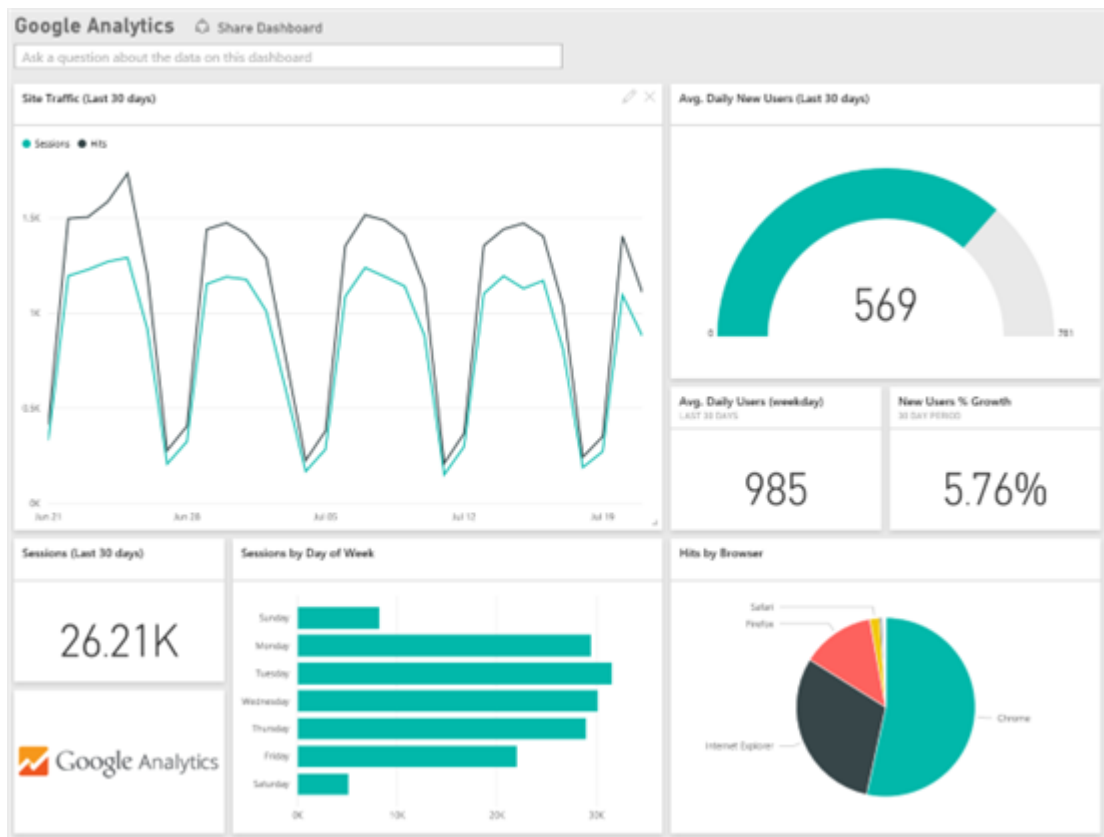 Google Analytics Share Dashboard
Ask a question about the data on this dashboard
Site Traffic (Last 30 days)
Sessions Hits
1.5K
1K
0.5K
0K
Jun 21 Jun 28 Jul 05 Jul 12 Jul 19
Avg. Daily New Users (Last 30 days)
569
0 781
Avg. Daily Users (weekday)
LAST 30 DAYS
985
New Users % Growth
30 DAY PERIOD
5.76%
Sessions (Last 30 days)
26.21K
Google Analytics
Sessions by Day of Week
Sunday
Monday
Tuesday
Wednesday
Thursday
Friday
Saturday
0K 10K 20K 30K
Hits by Browser
Safari
Firefox
Chrome
Internet Explorer